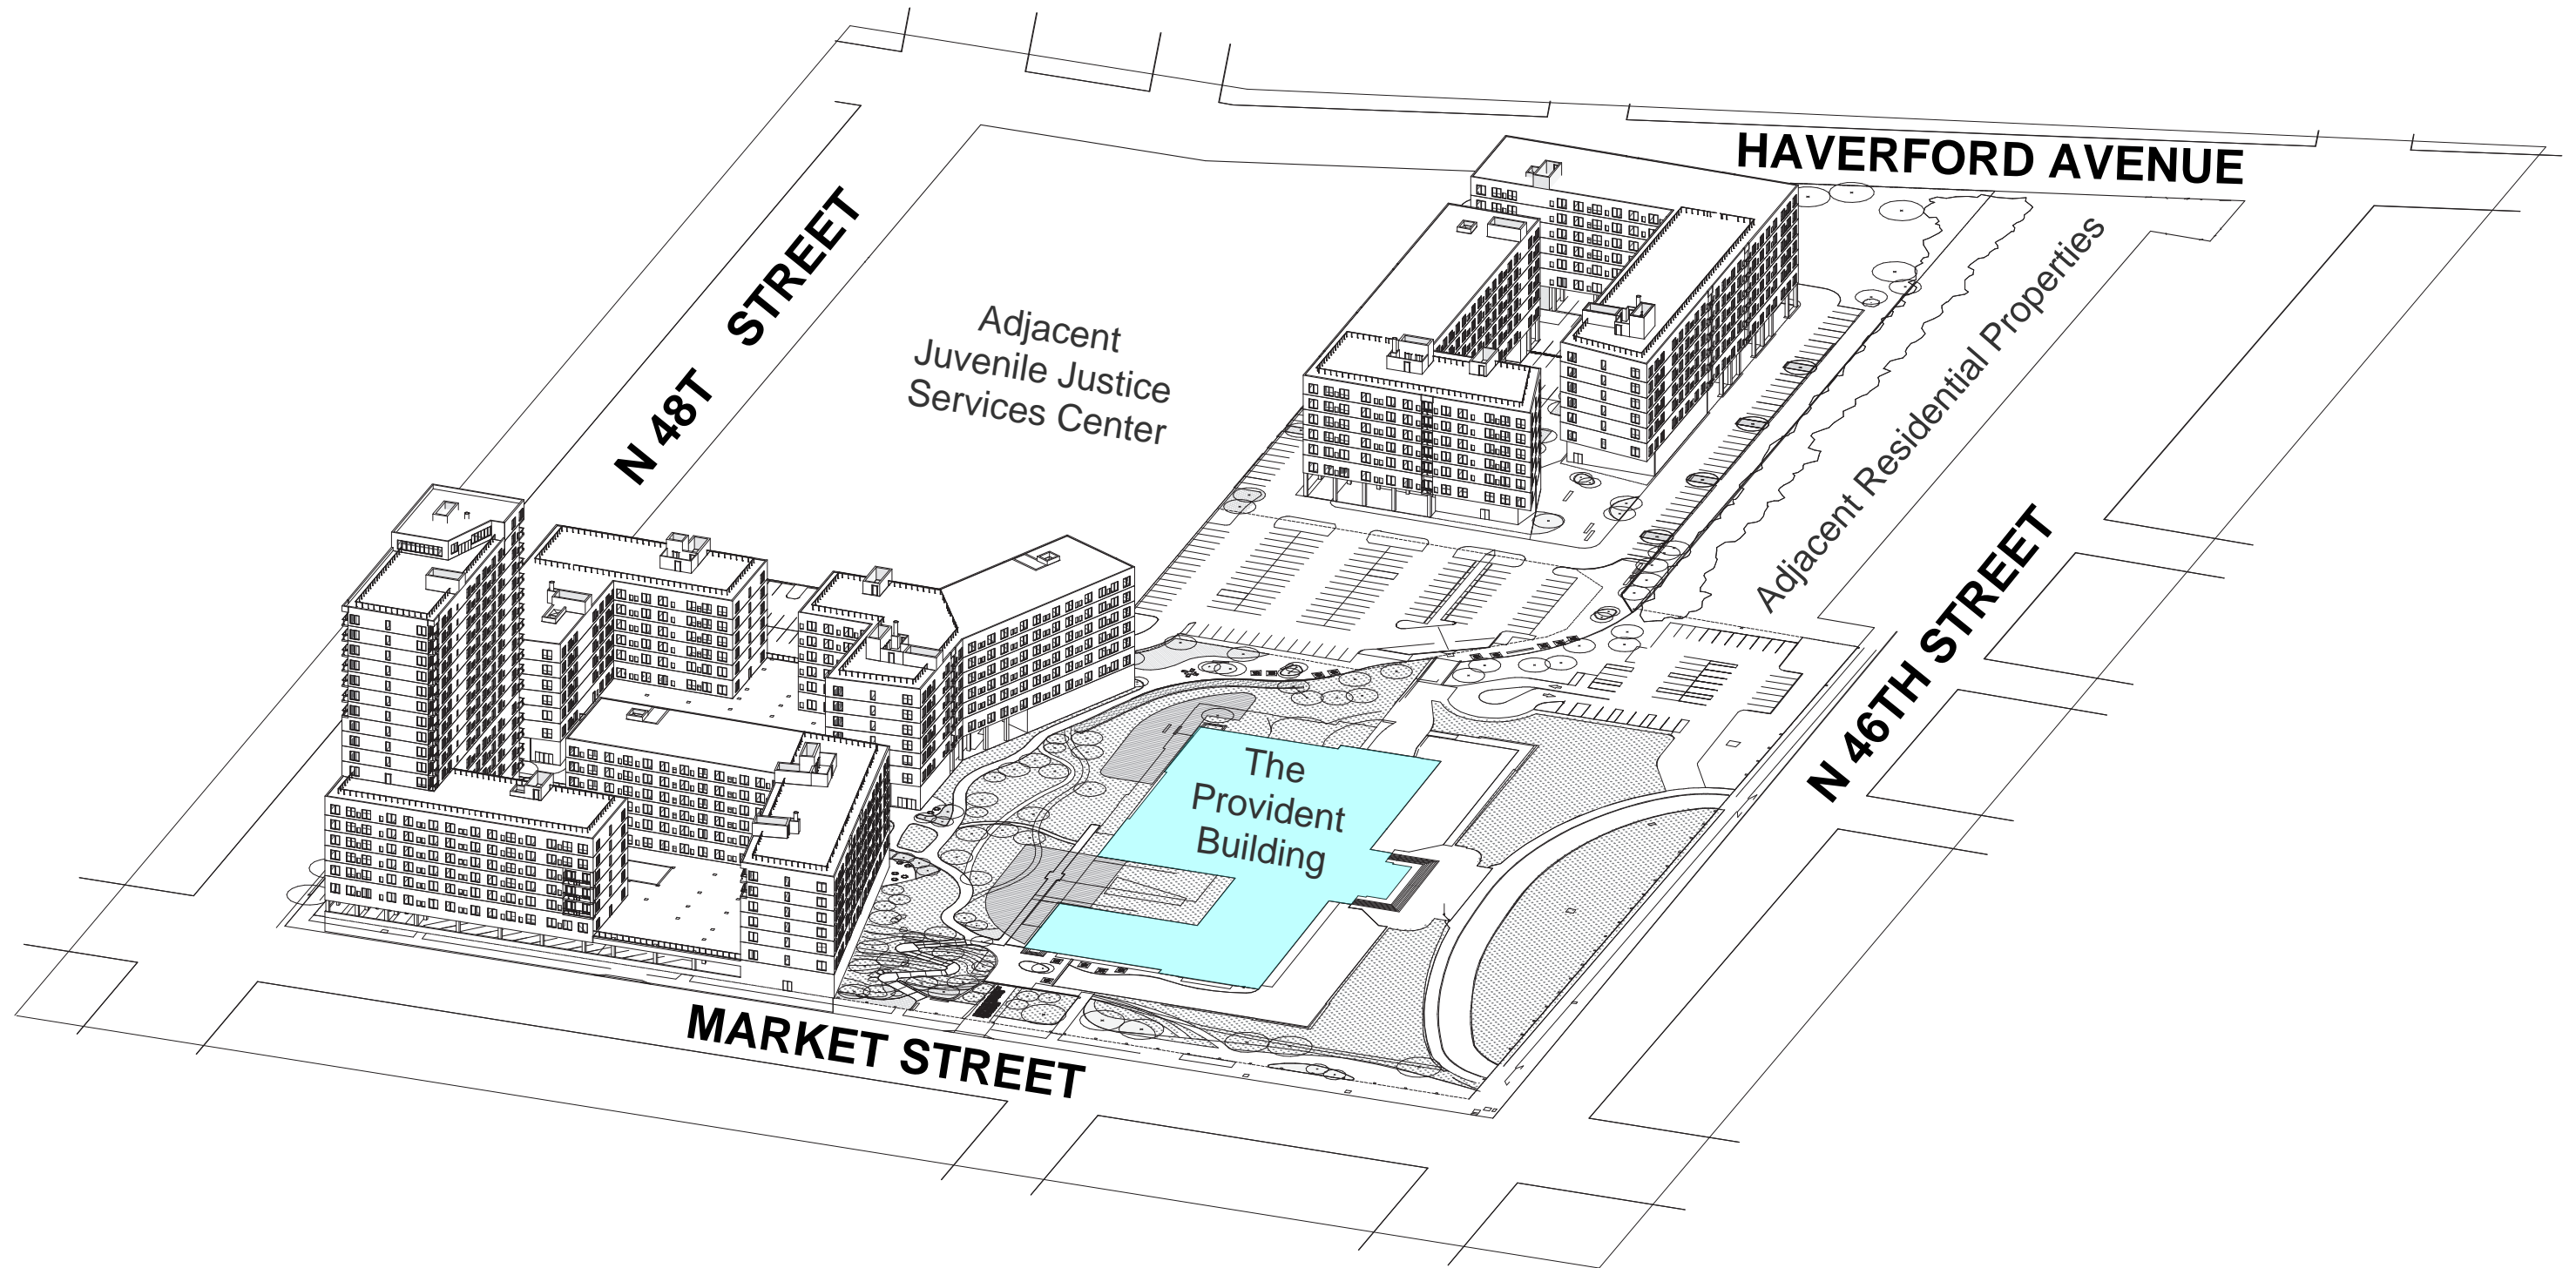 HAVERFORD AVENUE
N 48T STREET
Adjacent
Juvenile Justice
Services Center
Adjacent Residential Properties
N 46TH STREET
The
Provident
Building
MARKET STREET